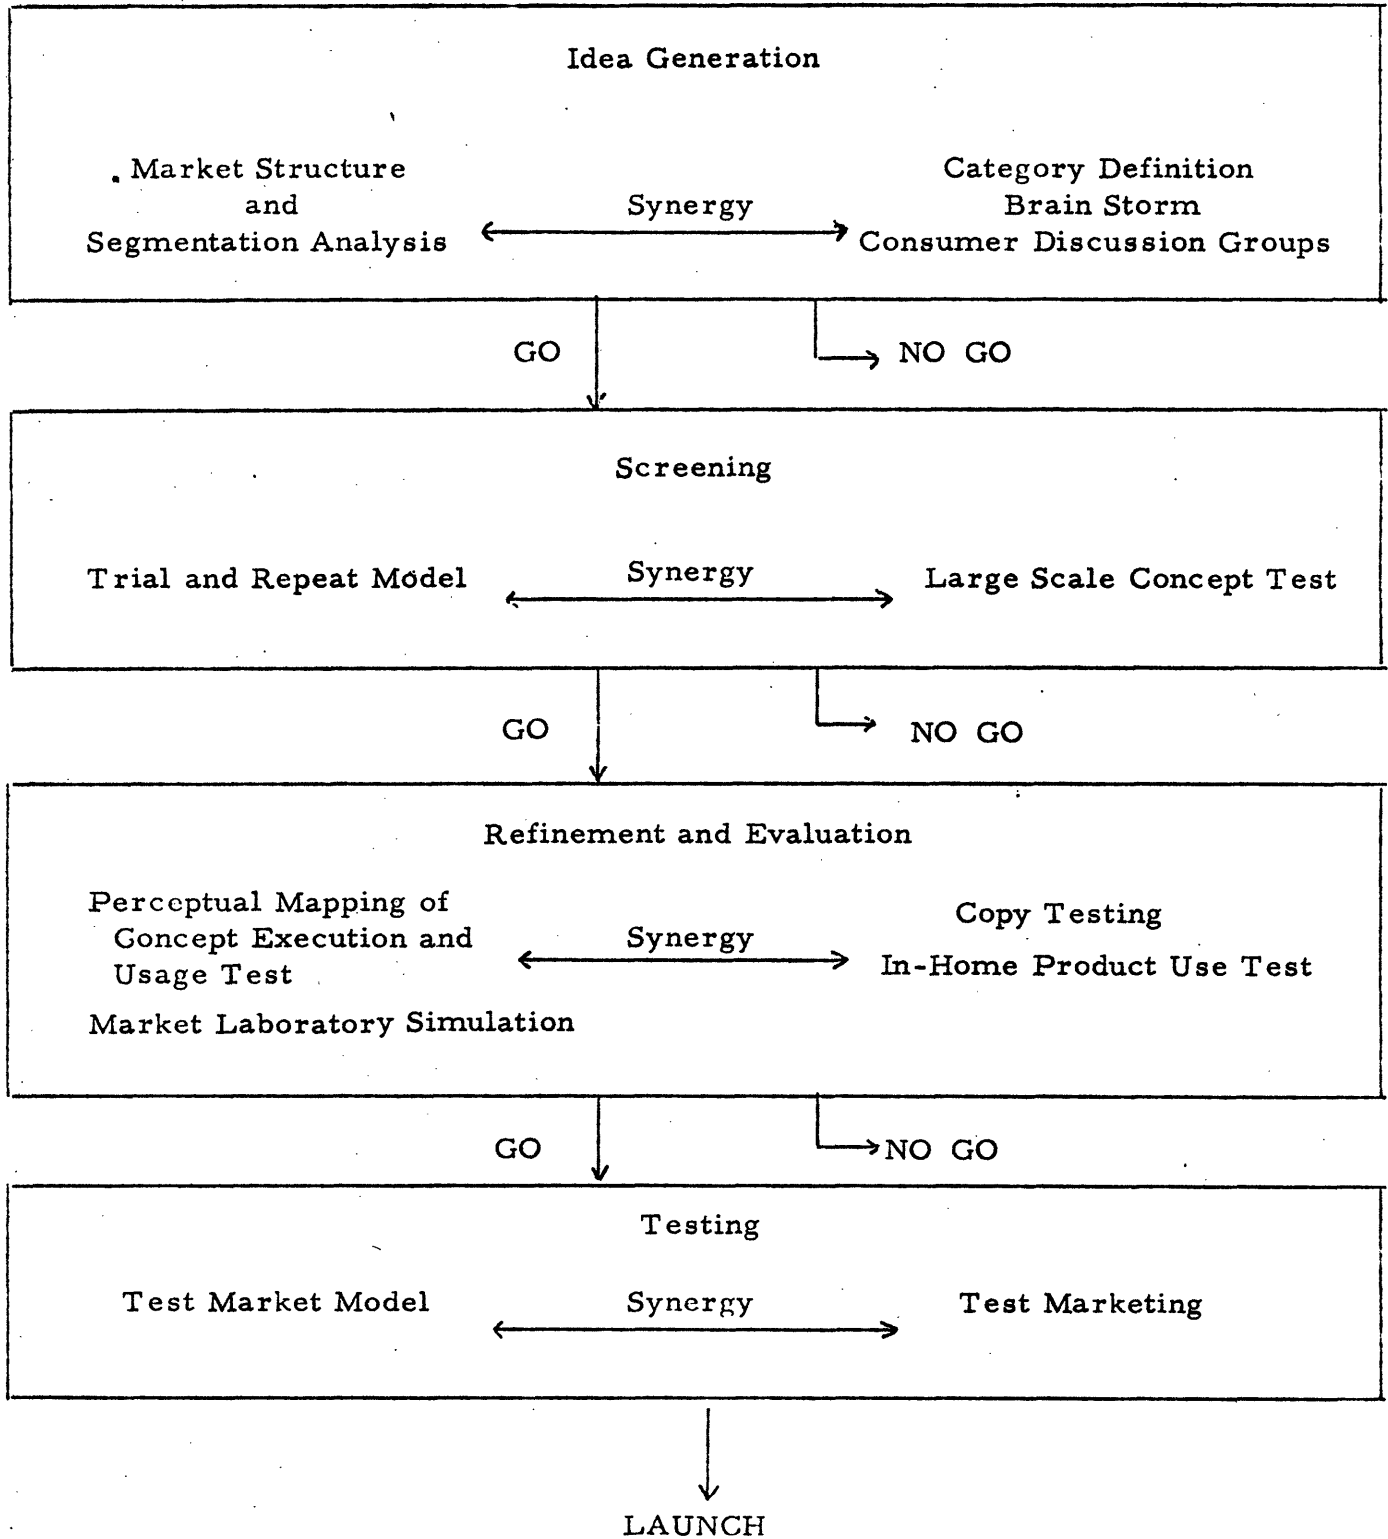 Idea Generation
Market Structure
and
Segmentation Analysis
Synergy
Category Definition
Brain Storm
Consumer Discussion Groups
GO
NO GO
Screening
Trial and Repeat Model
Synergy
Large Scale Concept Test
GO
NO GO
Refinement and Evaluation
Perceptual Mapping of
Concept Execution and
Usage Test
Market Laboratory Simulation
Synergy
Copy Testing
In-Home Product Use Test
GO
NO GO
Testing
Test Market Model
Synergy
Test Marketing
LAUNCH